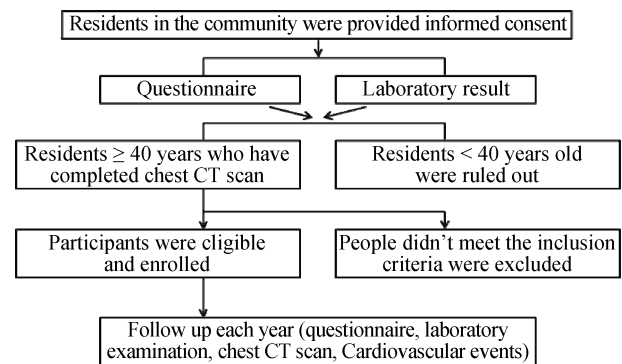 Residents in the community were provided informed consent
Questionnaire
Laboratory result
Residents ≥ 40 years who have
completed chest CT scan
Residents < 40 years old
were ruled out
Participants were eligible
and enrolled
People didn't meet the inclusion
criteria were excluded
Follow up each year (questionnaire, laboratory
examination, chest CT scan, Cardiovascular events)